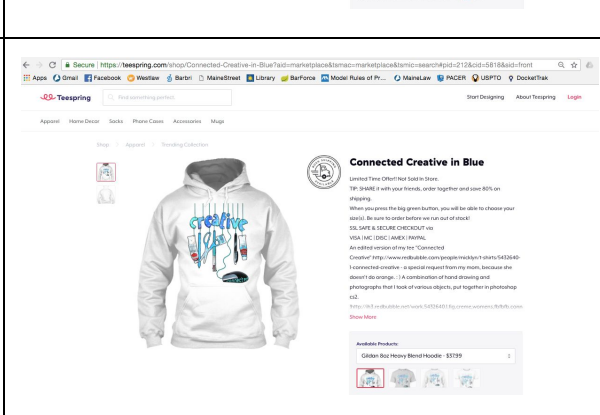 Secure | https://teespring.com/shop/Connected-Creative-in-Blue?aid=marketplace&tsmac=marketplace&tsmic=search#pid=212&cid=5818&sid=front
Apps Gmail Facebook Westlaw Barbri MaineStreet Library BarForce Model Rules of Pr... MaineLaw PACER USPTO DocketTrak
Teespring
Find something perfect
Start Designing About Teespring Login
Apparel Home Decor Socks Phone Cases Accessories Mugs
Shop / Apparel / Trending Collection
creative
Connected Creative in Blue
Limited Time Offer!! Not Sold In Store.
TIP: SHARE it with your friends, order together and save 80% on
shipping.
When you press the big green button, you will be able to choose your
size(s). Be sure to order before we run out of stock!
SSL SAFE & SECURE CHECKOUT via
VISA | MC | DISC | AMEX | PAYPAL
An edited version of my tee "Connected
Creative" http://www.redbubble.com/people/micklyn/t-shirts/5432640-
1-connected-creative - a special request from my mom, because she
doesn't do orange. : ) A combination of hand drawing and
photographs that I took of various objects, put together in photoshop
cs2.
Show More
Available Products:
Gildan 8oz Heavy Blend Hoodie - $37.99